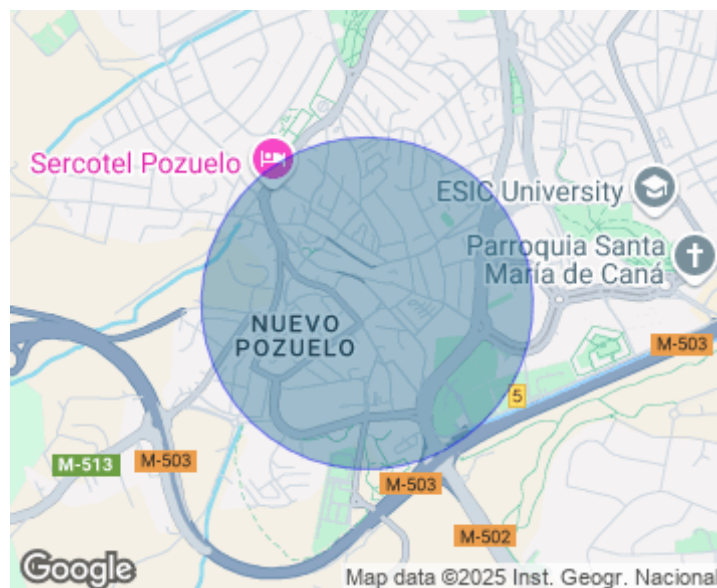 Sercotel Pozuelo
ESIC University
Parroquia Santa
María de Caná
NUEVO
POZUELO
M-503
5
M-513
M-503
M-503
M-502
Google
Map data ©2025 Inst. Geogr. Nacional